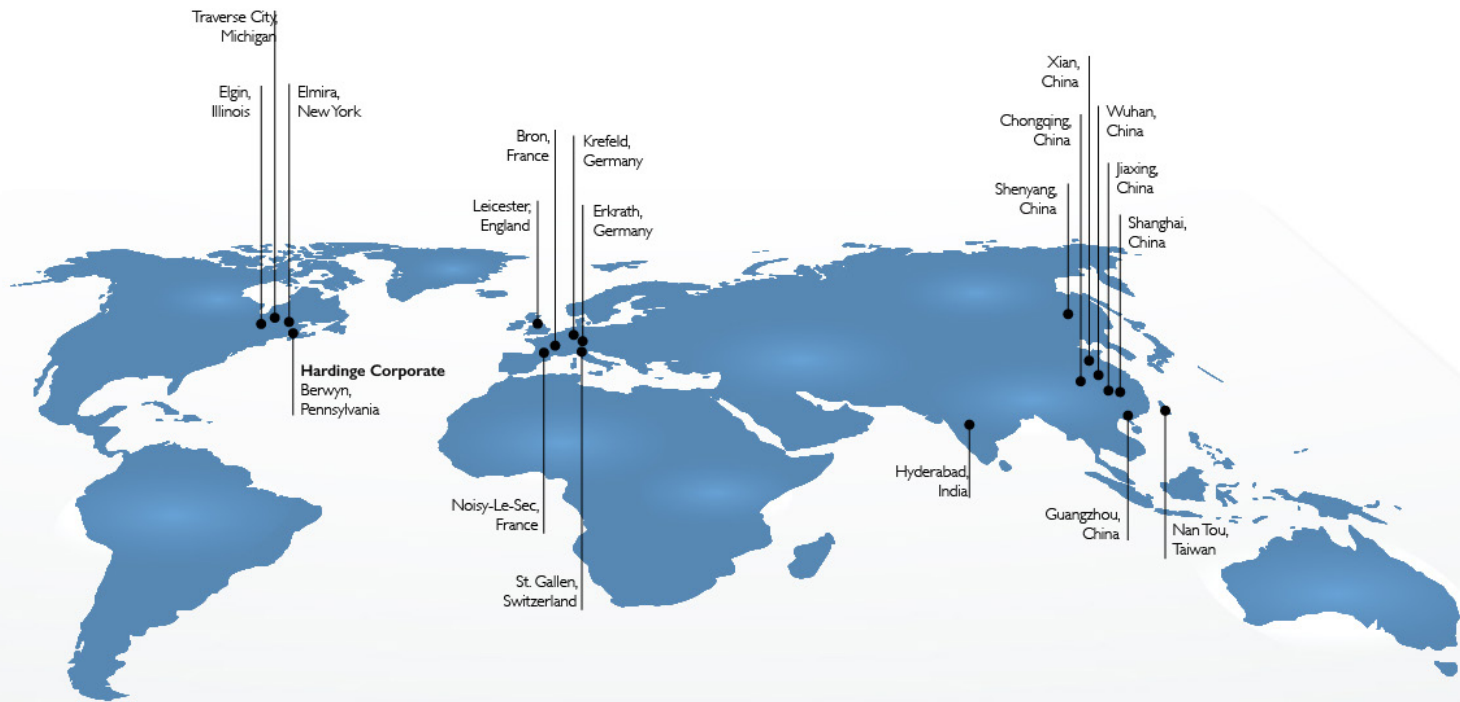 Traverse City,
Michigan
Elgin,
Illinois
Elmira,
New York
Hardinge Corporate
Berwyn,
Pennsylvania
Bron,
France
Krefeld,
Germany
Leicester,
England
Erkrath,
Germany
Noisy-Le-Sec,
France
St. Gallen,
Switzerland
Xian,
China
Chongqing,
China
Wuhan,
China
Shenyang,
China
Jiaxing,
China
Shanghai,
China
Hyderabad,
India
Guangzhou,
China
Nan Tou,
Taiwan